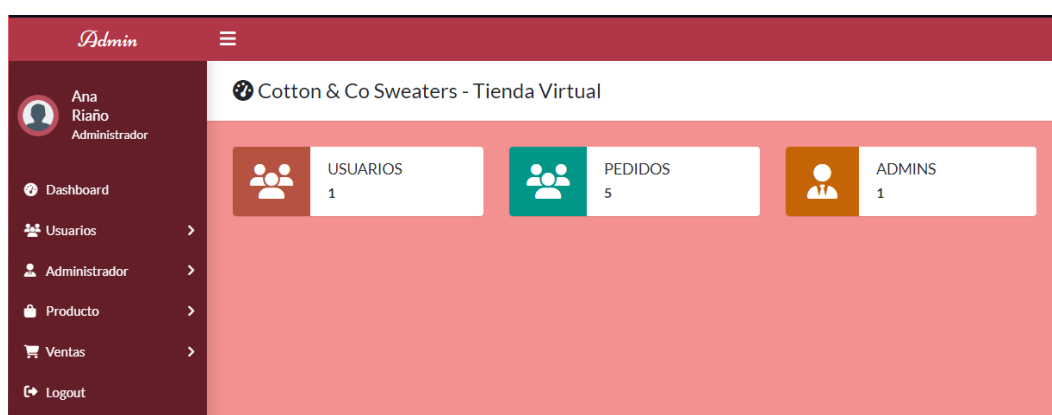 Admin
Ana
Riaño
Administrador
Dashboard
Usuarios
Administrador
Producto
Ventas
Logout
Cotton & Co Sweaters - Tienda Virtual
USUARIOS
1
PEDIDOS
5
ADMINS
1